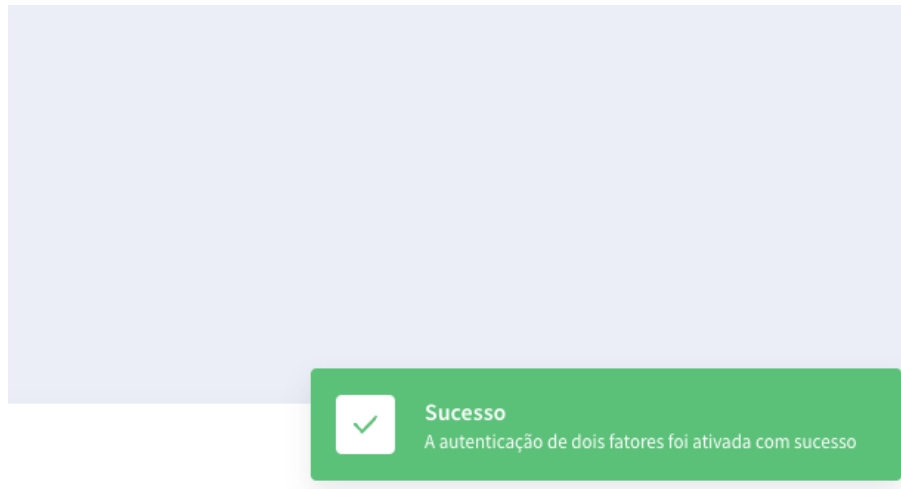 Sucesso
A autenticação de dois fatores foi ativada com sucesso